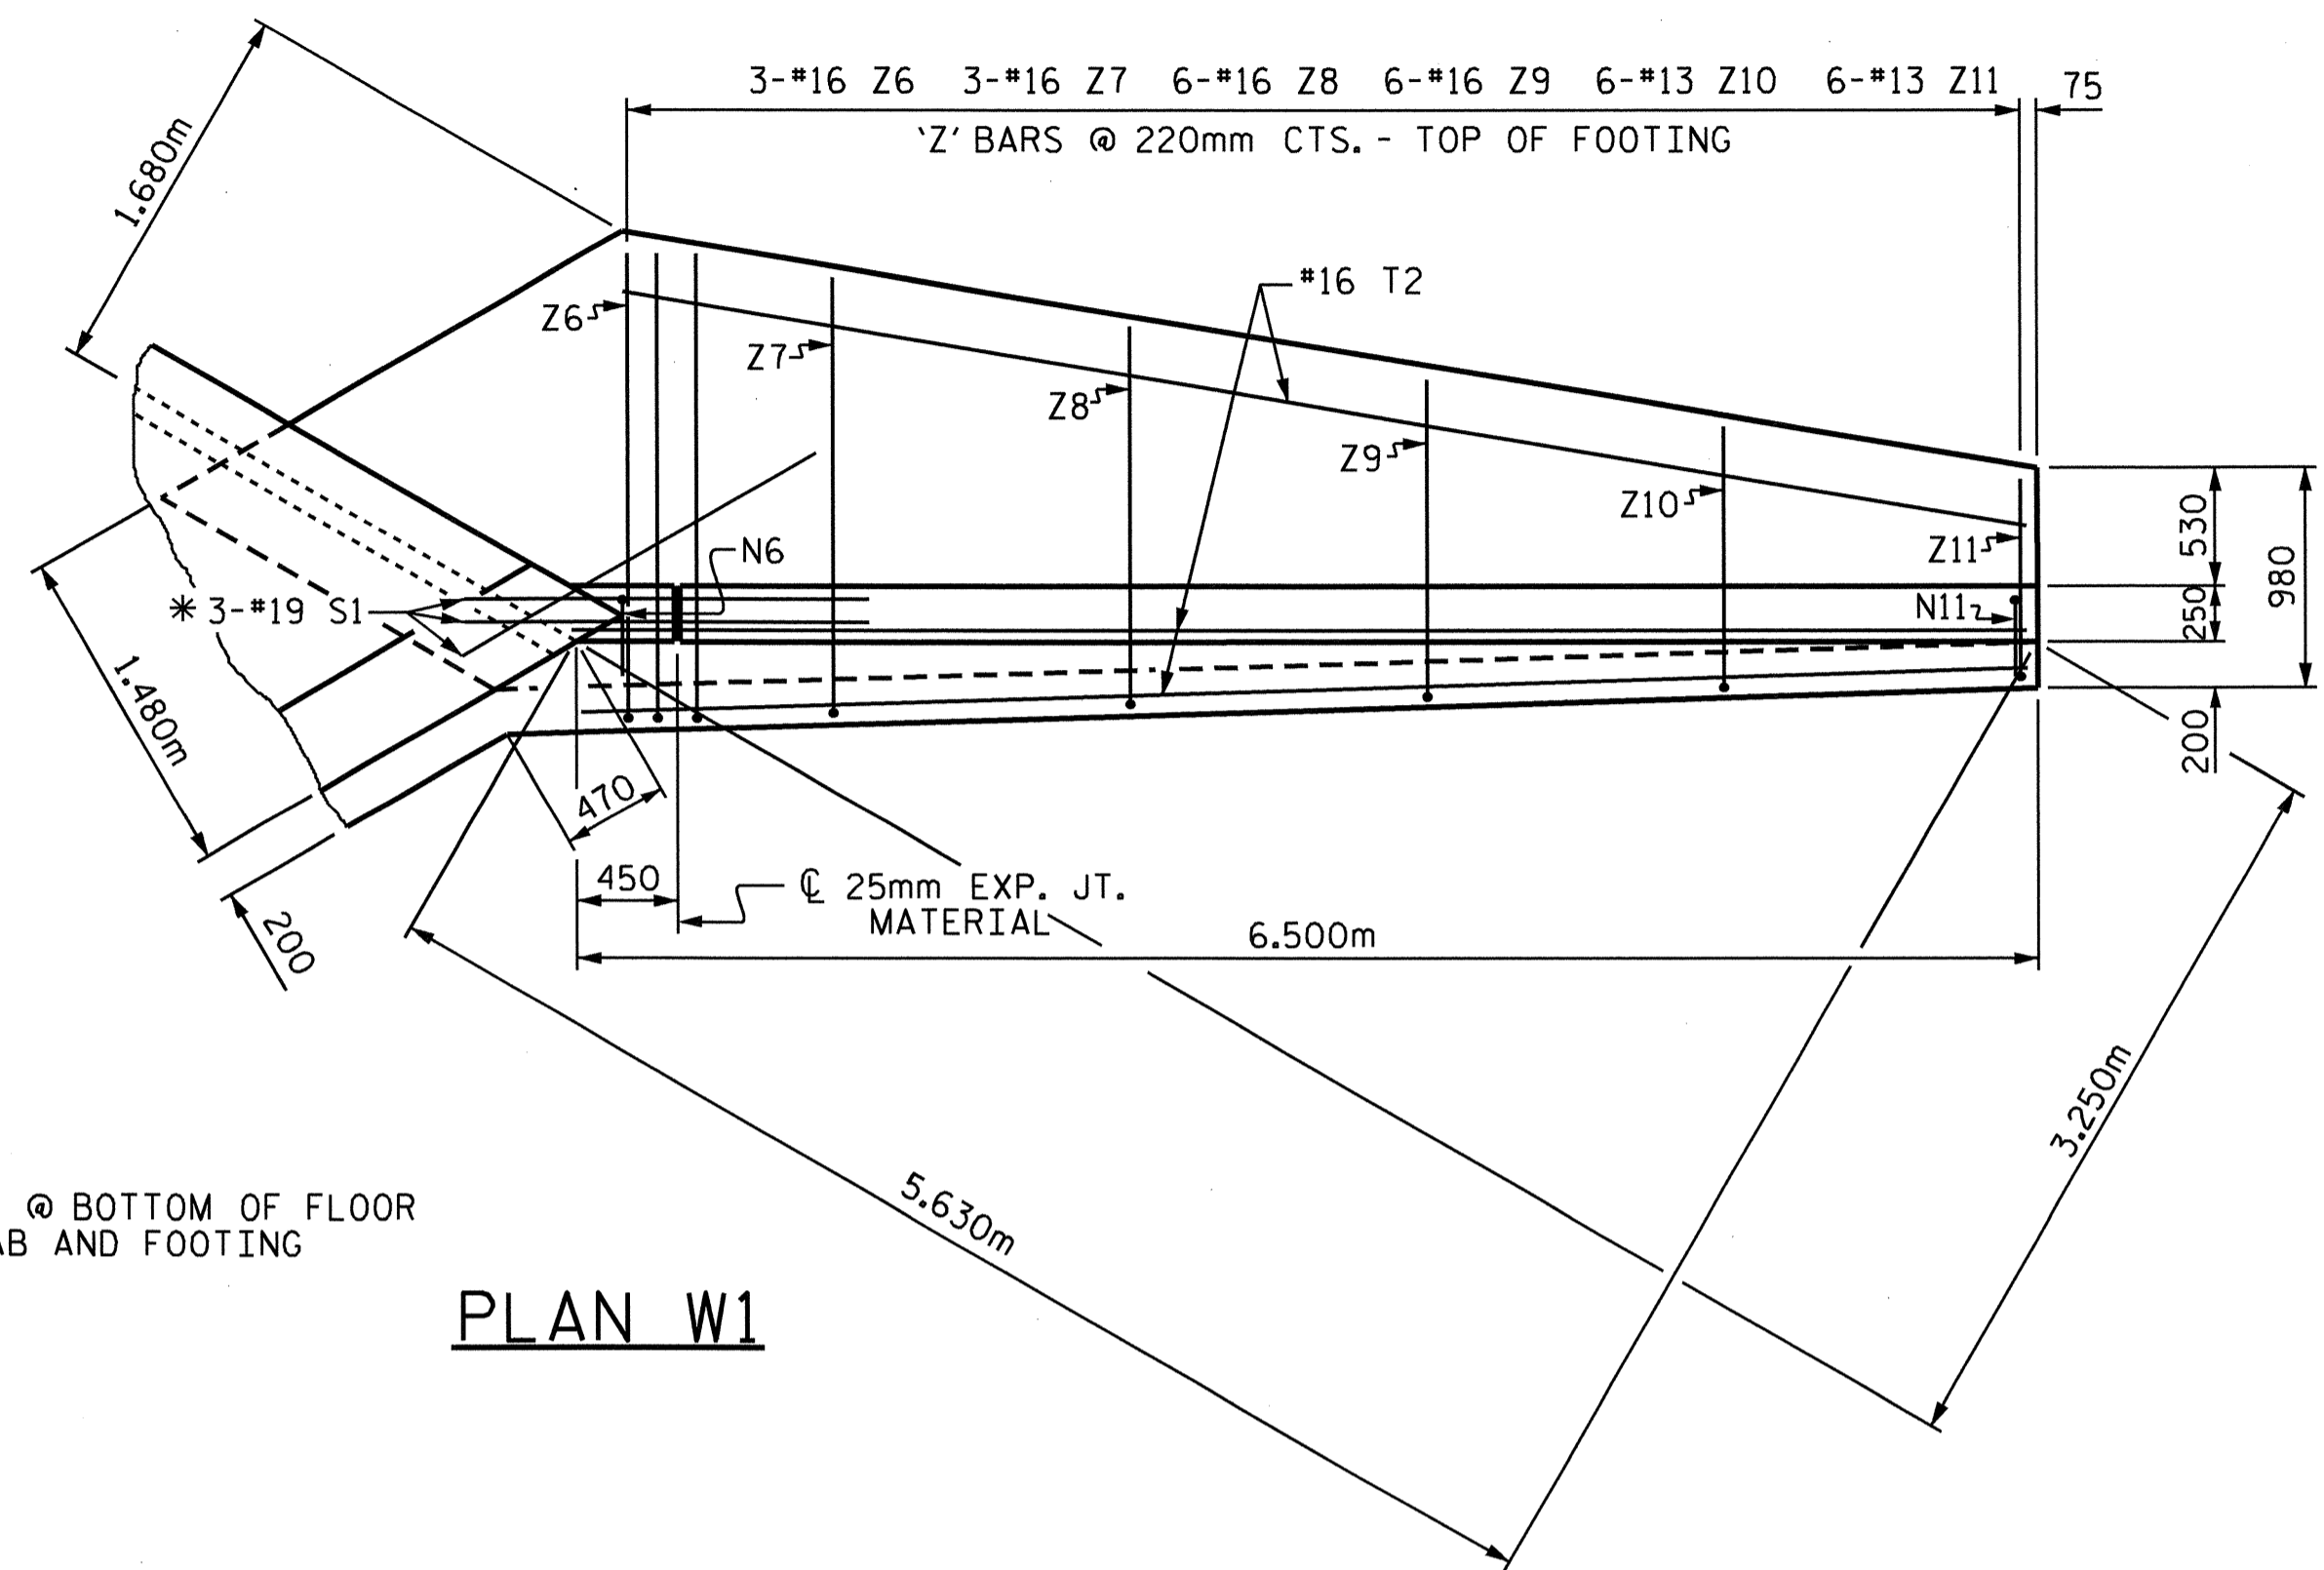 3-#16 Z6 3-#16 Z7 6-#16 Z8 6-#16 Z9 6-#13 Z10 6-#13 Z11 75
'Z' BARS @ 220mm CTS. - TOP OF FOOTING
1.680m
#16 T2
Z6
Z7
Z8
Z9
Z10
Z11
530
980
N6
N11
250
✳ 3-#19 S1
1.480m
200
470
450
℄ 25mm EXP. JT.
MATERIAL
6.500m
200
3.250m
5.630m
@ BOTTOM OF FLOOR
AB AND FOOTING
PLAN W1